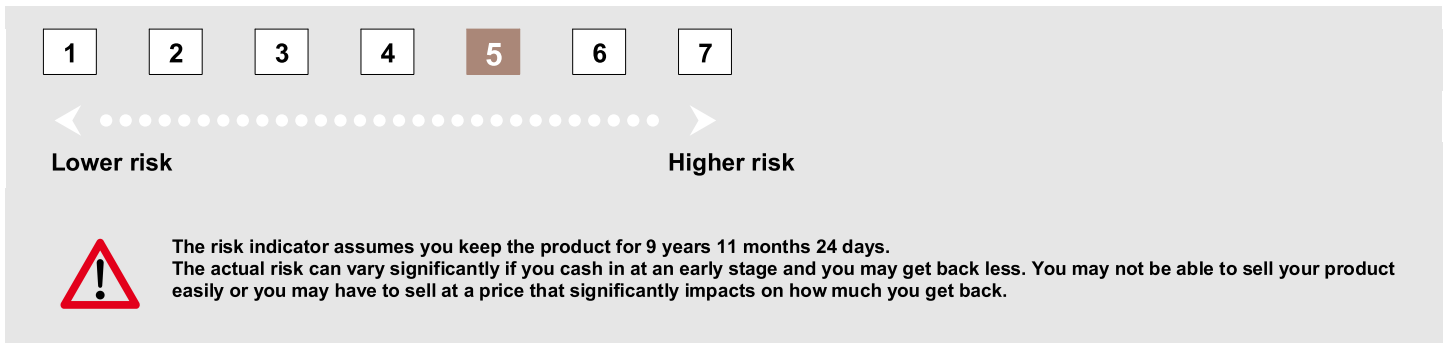 1 2 3 4 5 6 7
Lower risk Higher risk
The risk indicator assumes you keep the product for 9 years 11 months 24 days.
The actual risk can vary significantly if you cash in at an early stage and you may get back less. You may not be able to sell your product
easily or you may have to sell at a price that significantly impacts on how much you get back.